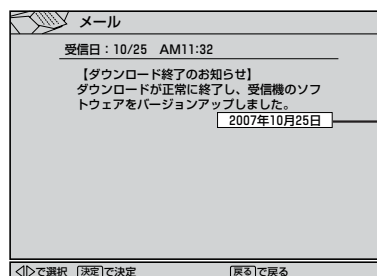 メール
受信日：10/25 AM11:32
【ダウンロード終了のお知らせ】
ダウンロードが正常に終了し、受信機のソフ
トウェアをバージョンアップしました。
2007年10月25日
で選択 決定で決定 戻るで戻る